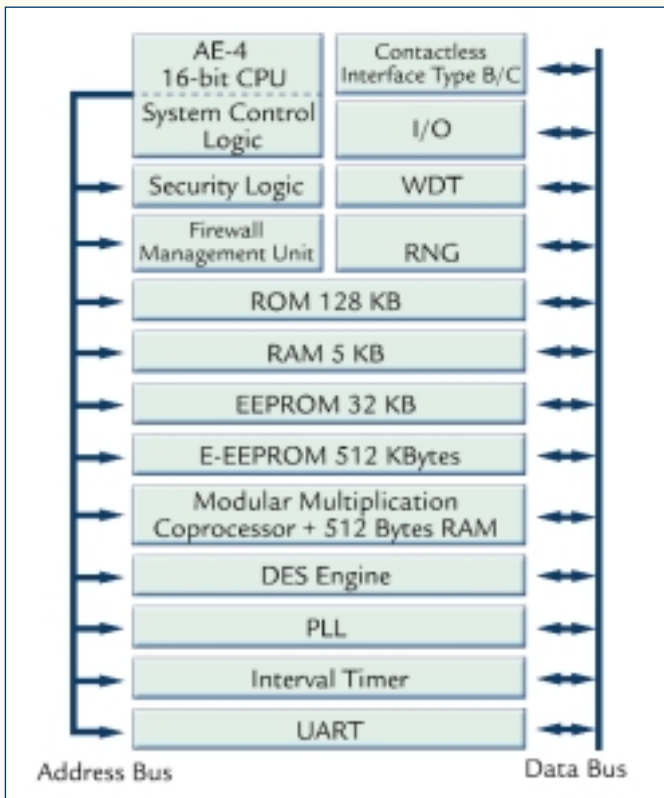 AE-4
16-bit CPU
System Control
Logic
Contactless
Interface Type B/C
I/O
Security Logic
WDT
Firewall
Management Unit
RNG
ROM 128 KB
RAM 5 KB
EEPROM 32 KB
E-EEPROM 512 KBytes
Modular Multiplication
Coprocessor + 512 Bytes RAM
DES Engine
PLL
Interval Timer
UART
Address Bus
Data Bus